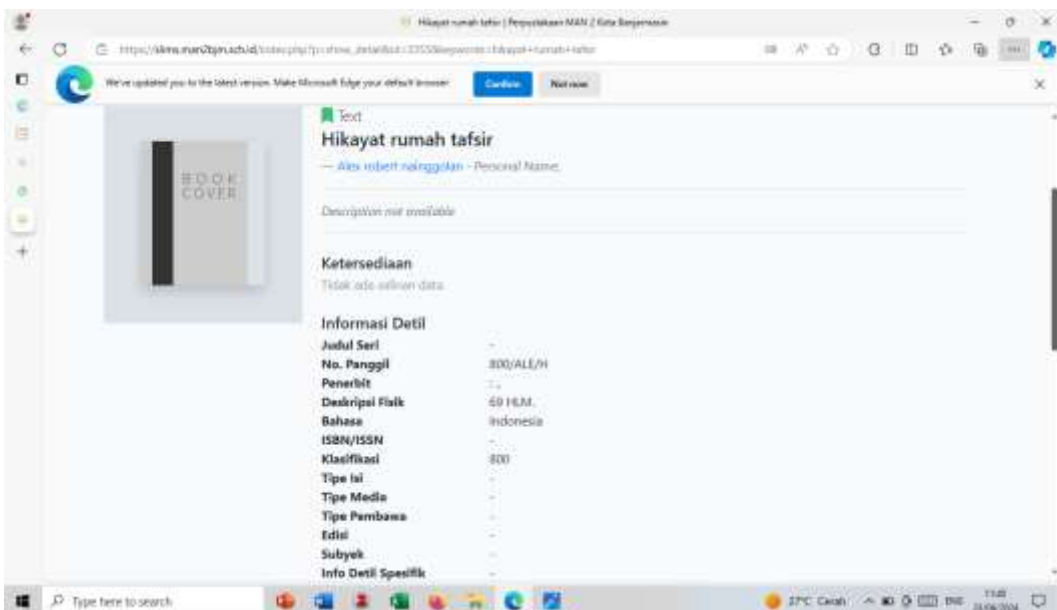 Hikayat rumah tafsir | Perpustakaan MAN 2 Kota Banjarmasin
We've updated you to the latest version. Make Microsoft Edge your default browser
Confirm
Not now
BOOK
COVER
Text
Hikayat rumah tafsir
— Alex robert nainggolan - Personal Name;
Description not available
Ketersediaan
Tidak ada salinan data
Informasi Detil
Judul Seri -
No. Panggil 800/ALE/H
Penerbit : .,
Deskripsi Fisik 69 HLM.
Bahasa Indonesia
ISBN/ISSN -
Klasifikasi 800
Tipe Isi -
Tipe Media -
Tipe Pembawa -
Edisi -
Subyek -
Info Detil Spesifik -
Type here to search
Cerah
ENG